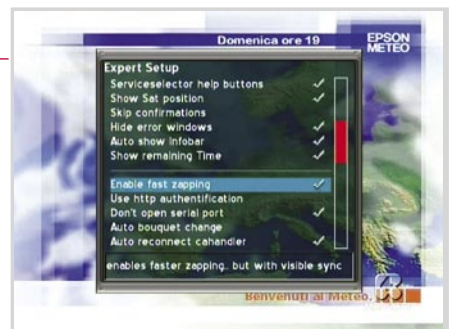 Domenica ore 19
EPSON
METEO
Expert Setup
Serviceselector help buttons
Show Sat position
Skip confirmations
Hide error windows
Auto show Infobar
Show remaining Time
Enable fast zapping
Use http authentification
Don't open serial port
Auto bouquet change
Auto reconnect cahandler
enables faster zapping.. but with visible sync
Benvenuti al Meteo.